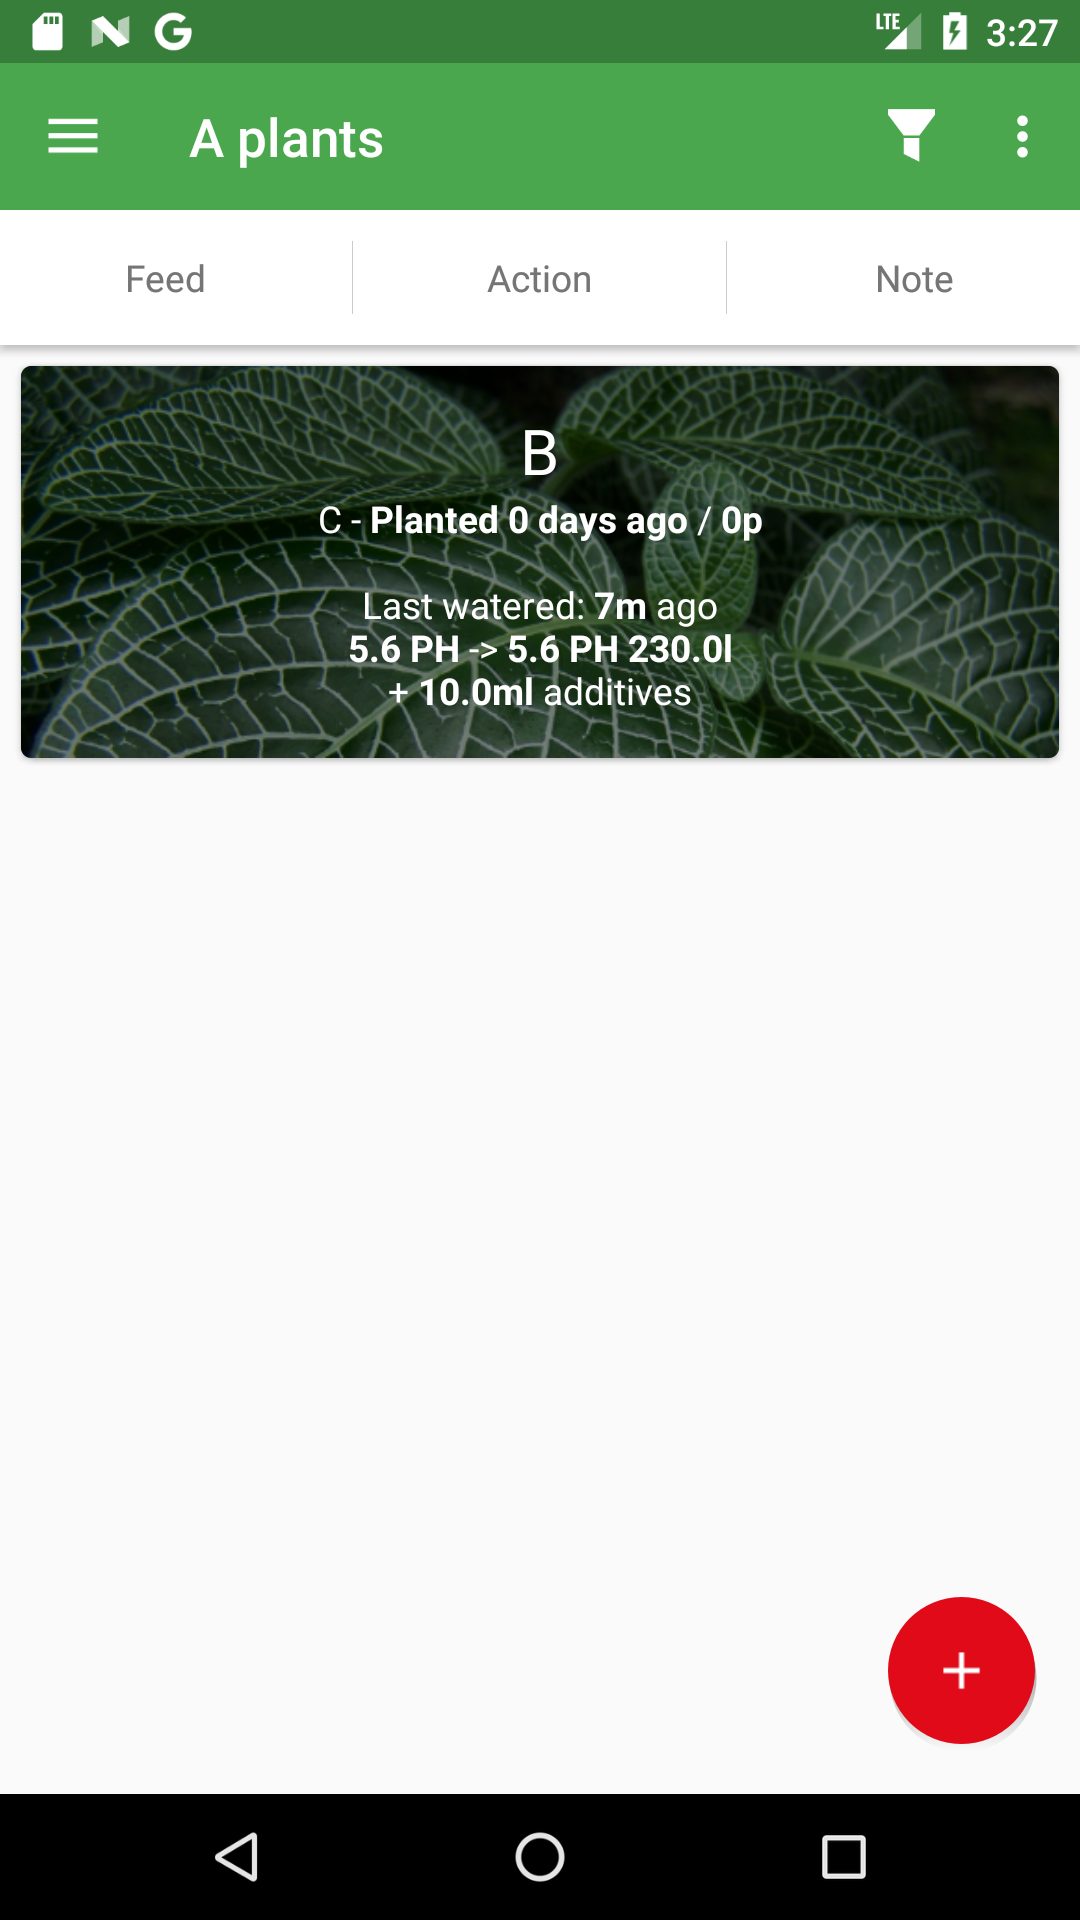 LTE 3:27
A plants
Feed Action Note
B
C - Planted 0 days ago / 0p
Last watered: 7m ago
5.6 PH -> 5.6 PH 230.0l
+ 10.0ml additives